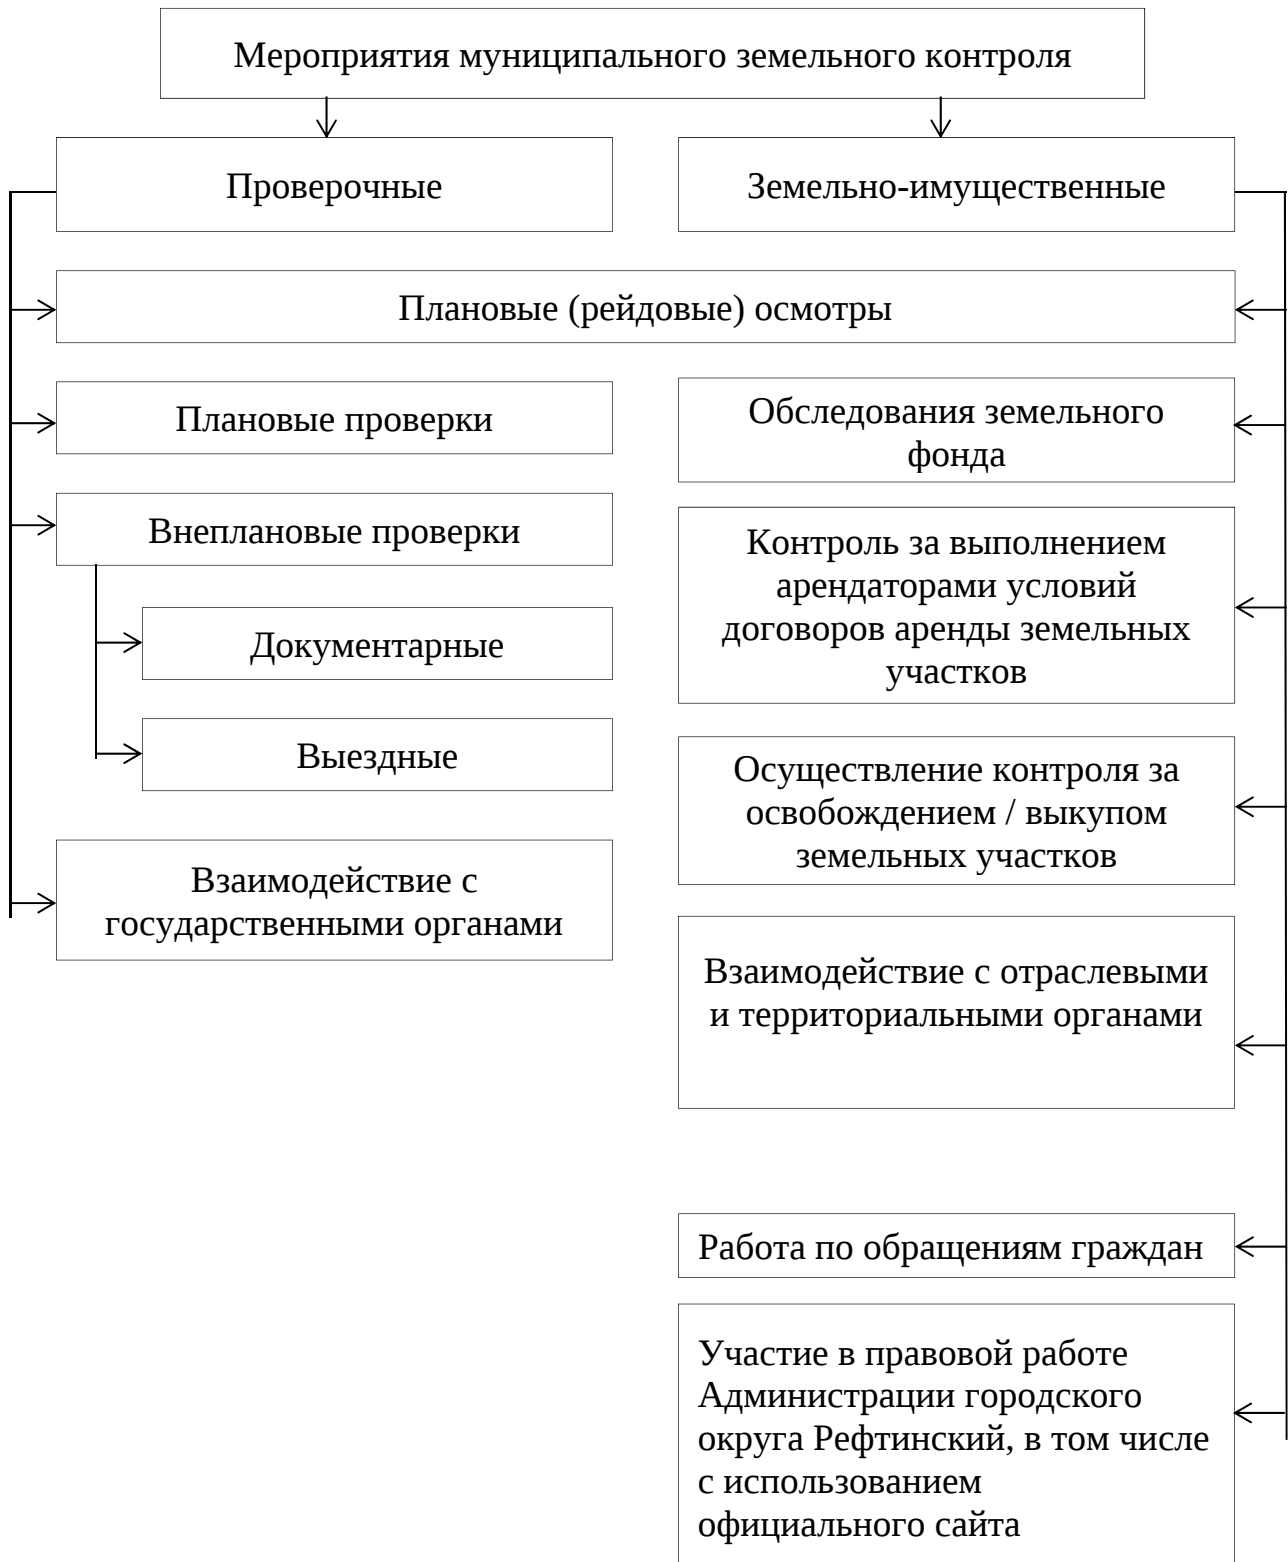 Мероприятия муниципального земельного контроля
Проверочные
Земельно-имущественные
Плановые (рейдовые) осмотры
Плановые проверки
Внеплановые проверки
Документарные
Выездные
Взаимодействие с
государственными органами
Обследования земельного
фонда
Контроль за выполнением
арендаторами условий
договоров аренды земельных
участков
Осуществление контроля за
освобождением / выкупом
земельных участков
Взаимодействие с отраслевыми
и территориальными органами
Работа по обращениям граждан
Участие в правовой работе
Администрации городского
округа Рефтинский, в том числе
с использованием
официального сайта